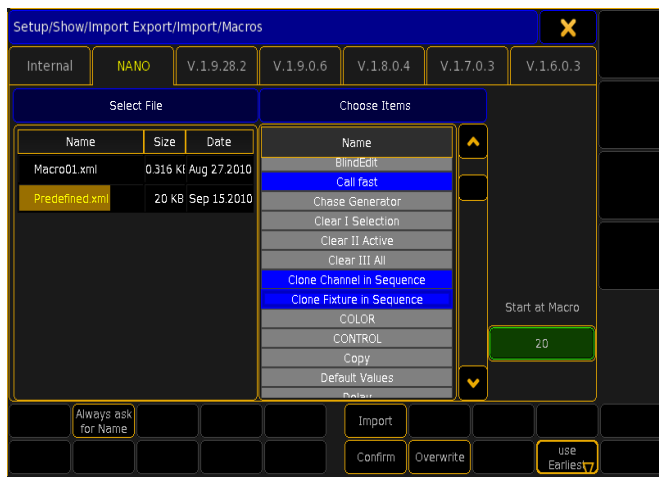 Setup/Show/Import Export/Import/Macros
Internal NANO V.1.9.28.2 V.1.9.0.6 V.1.8.0.4 V.1.7.0.3 V.1.6.0.3
Select File Choose Items
Name Size Date Name
BlindEdit
Macro01.xml 0.316 K Aug 27.2010
Call fast
Predefined.xml 20 KB Sep 15.2010
Chase Generator
Clear I Selection
Clear II Active
Clear III All
Clone Channel in Sequence
Clone Fixture in Sequence
Start at Macro
COLOR
CONTROL
20
Copy
Default Values
Delay
Always ask
for Name
Import
Confirm Overwrite
use
Earliest